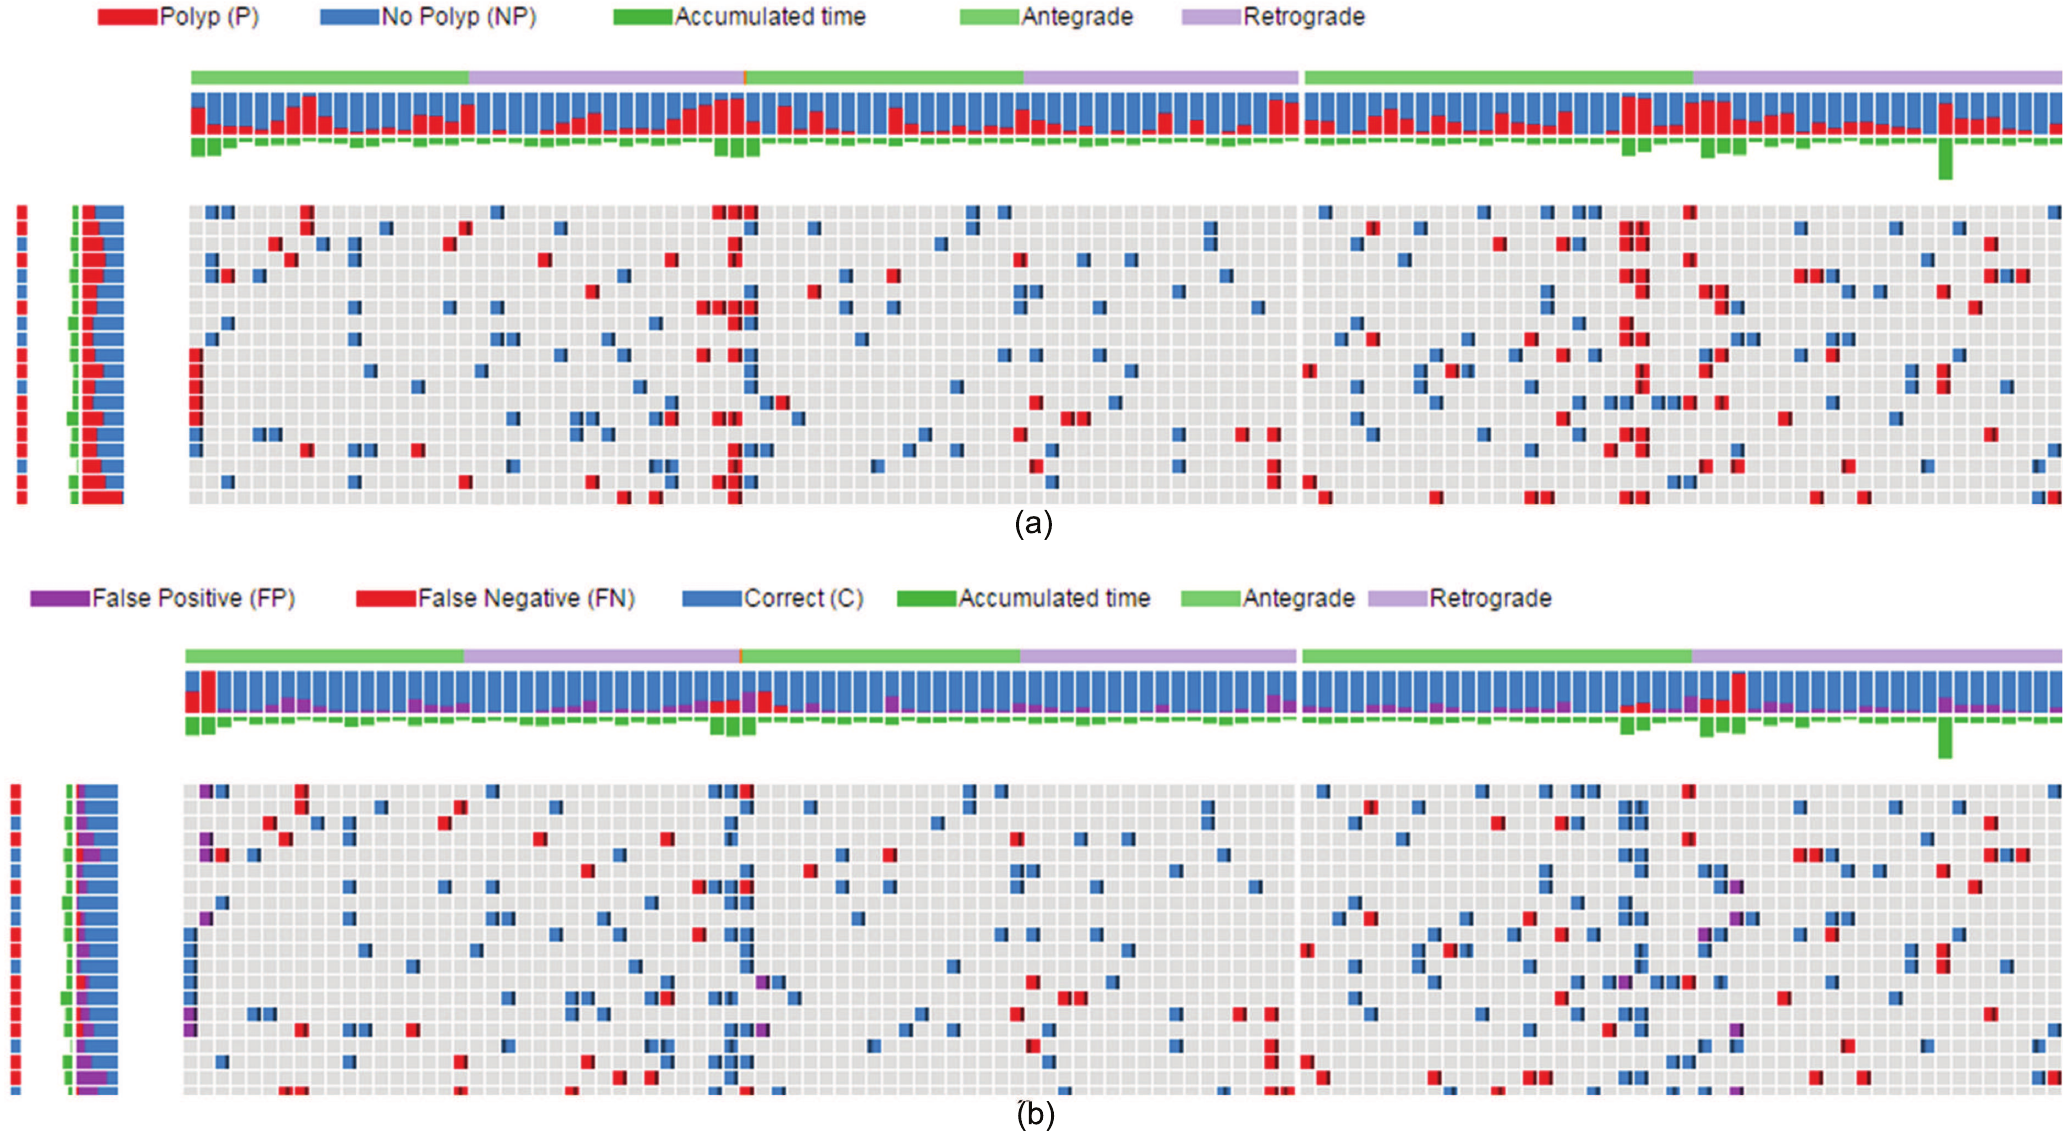 Polyp (P) No Polyp (NP) Accumulated time Antegrade Retrograde
(a)
False Positive (FP) False Negative (FN) Correct (C) Accumulated time Antegrade Retrograde
(b)